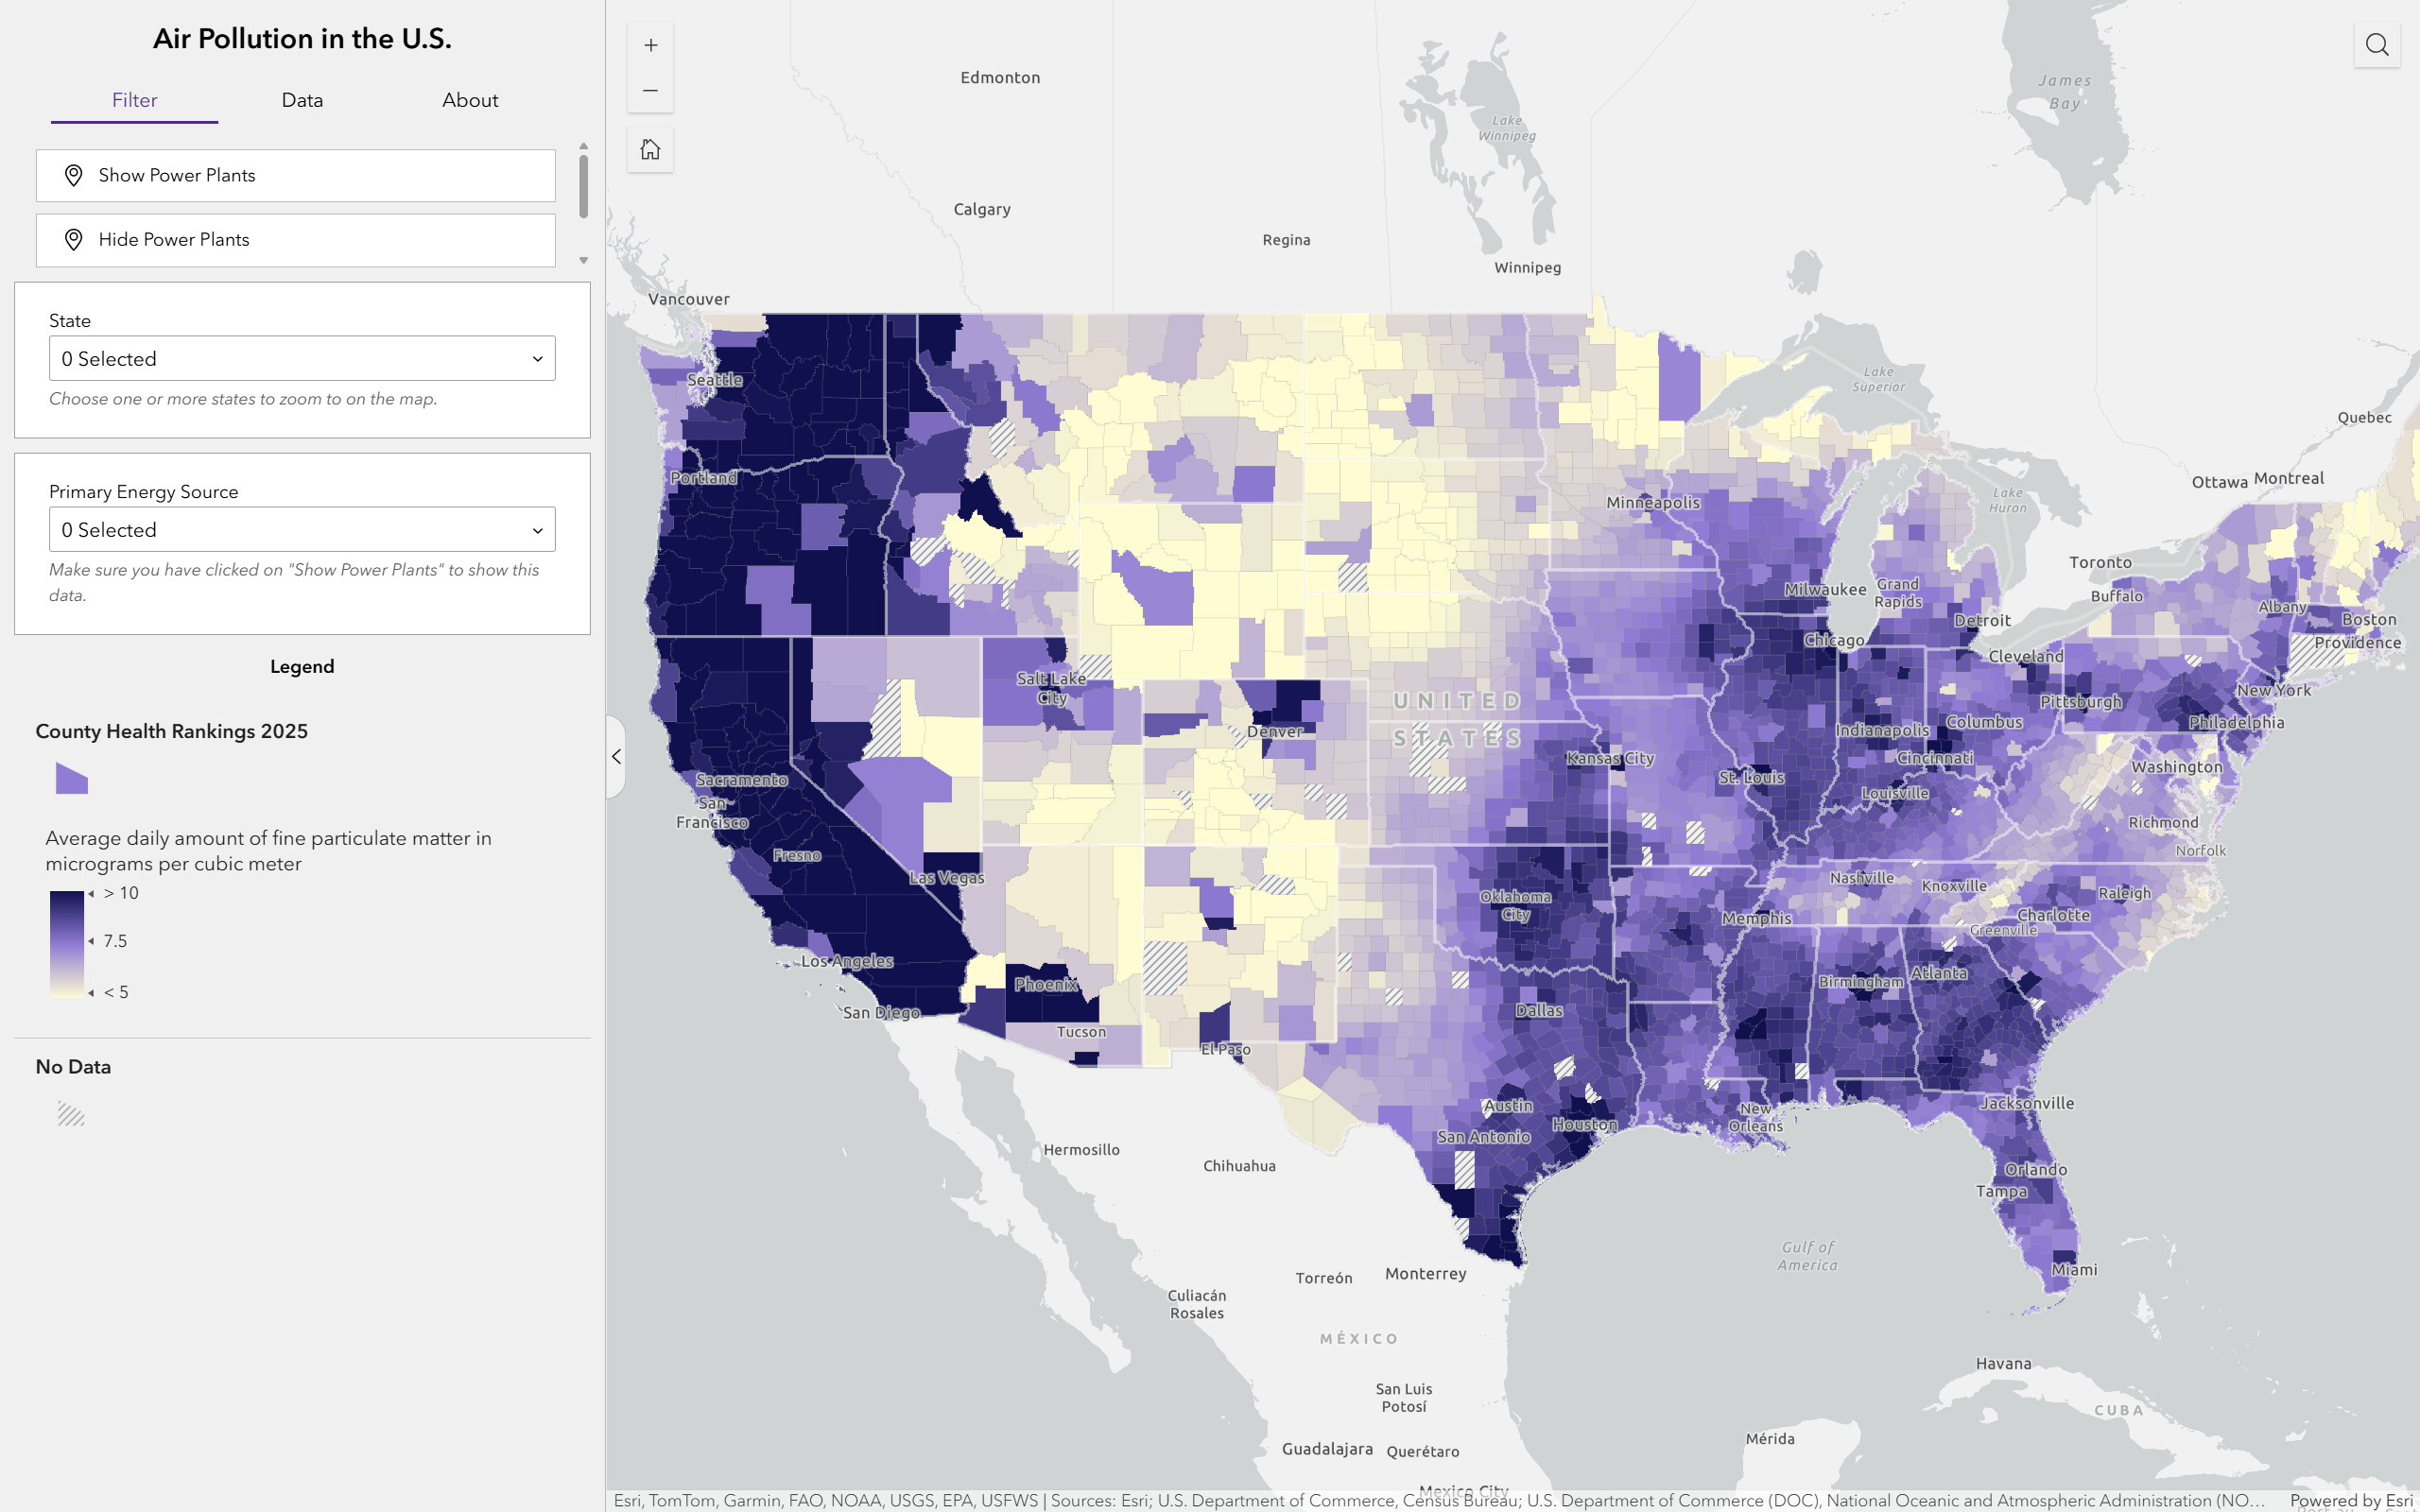 Air Pollution in the U.S.
Filter
Data
About
Show Power Plants
Hide Power Plants
State
0 Selected
Choose one or more states to zoom to on the map.
Primary Energy Source
0 Selected
Make sure you have clicked on "Show Power Plants" to show this
data.
Legend
County Health Rankings 2025
Average daily amount of fine particulate matter in
micrograms per cubic meter
> 10
7.5
< 5
No Data
Edmonton
Lake
Winnipeg
James
Bay
Calgary
Regina
Winnipeg
Vancouver
Seattle
Lake
Superior
Quebec
Portland
Minneapolis
Ottawa
Montreal
Lake
Huron
Toronto
Milwaukee
Grand
Rapids
Buffalo
Albany
Boston
Detroit
Chicago
Providence
Cleveland
Salt Lake
City
UNITED
STATES
New York
Pittsburgh
Philadelphia
Denver
Indianapolis
Columbus
Kansas City
Cincinnati
Washington
Sacramento
St. Louis
San
Francisco
Louisville
Richmond
Fresno
Norfolk
Las Vegas
Nashville
Knoxville
Raleigh
Oklahoma
City
Memphis
Charlotte
Greenville
Los Angeles
Phoenix
Birmingham
Atlanta
San Diego
Dallas
Tucson
El Paso
Austin
Jacksonville
New
Orleans
Houston
San Antonio
Hermosillo
Chihuahua
Orlando
Tampa
Gulf of
America
Miami
Torreón
Monterrey
Culiacán
Rosales
MÉXICO
Havana
San Luis
Potosí
CUBA
Mérida
Guadalajara
Querétaro
Mexico City
Esri, TomTom, Garmin, FAO, NOAA, USGS, EPA, USFWS | Sources: Esri; U.S. Department of Commerce, Census Bureau; U.S. Department of Commerce (DOC), National Oceanic and Atmospheric Administration (NO…
Powered by Esri